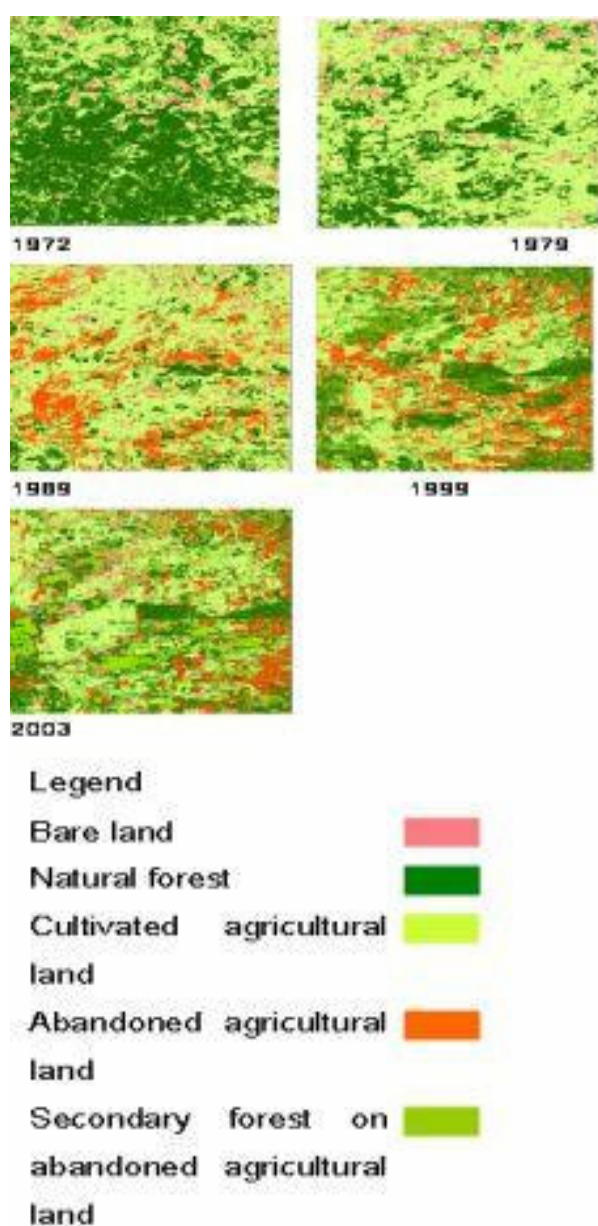 1972
1979
1989
1999
2003
Legend
Bare land
Natural forest
Cultivated agricultural
land
Abandoned agricultural
land
Secondary forest on
abandoned agricultural
land